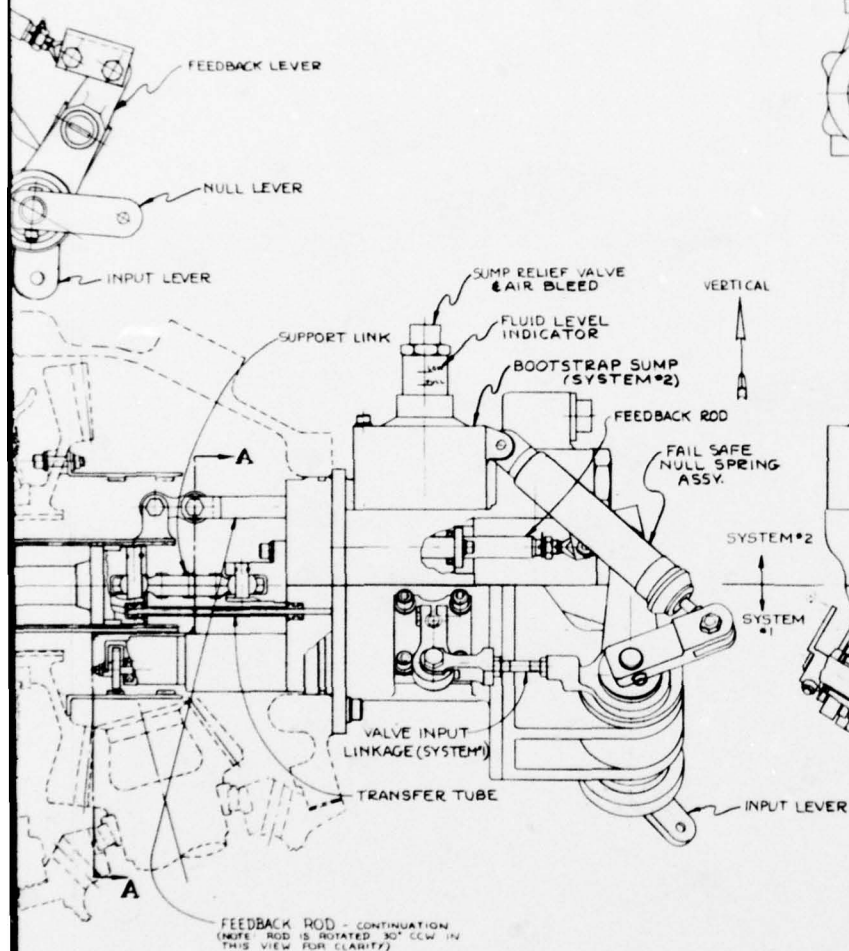 FEEDBACK LEVER
NULL LEVER
INPUT LEVER
SUMP RELIEF VALVE
& AIR BLEED
VERTICAL
FLUID LEVEL
INDICATOR
SUPPORT LINK
BOOTSTRAP SUMP
(SYSTEM #2)
FEEDBACK ROD
A
FAIL SAFE
NULL SPRING
ASSY.
SYSTEM #2
SYSTEM
#1
VALVE INPUT
LINKAGE (SYSTEM #1)
TRANSFER TUBE
INPUT LEVER
A
FEEDBACK ROD - CONTINUATION
(NOTE: ROD IS ROTATED 30° CCW IN
THIS VIEW FOR CLARITY)